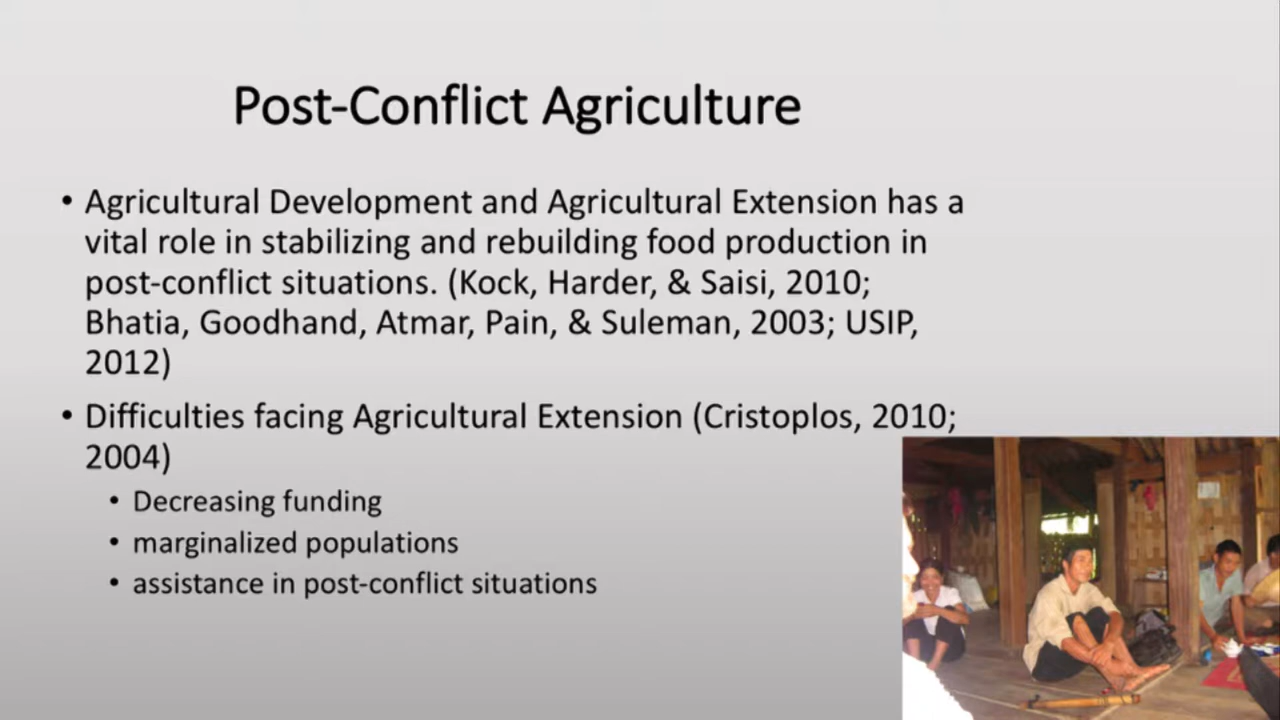 Post-Conflict Agriculture
• Agricultural Development and Agricultural Extension has a
vital role in stabilizing and rebuilding food production in
post-conflict situations. (Kock, Harder, & Saisi, 2010;
Bhatia, Goodhand, Atmar, Pain, & Suleman, 2003; USIP,
2012)
• Difficulties facing Agricultural Extension (Cristoplos, 2010;
2004)
• Decreasing funding
• marginalized populations
• assistance in post-conflict situations